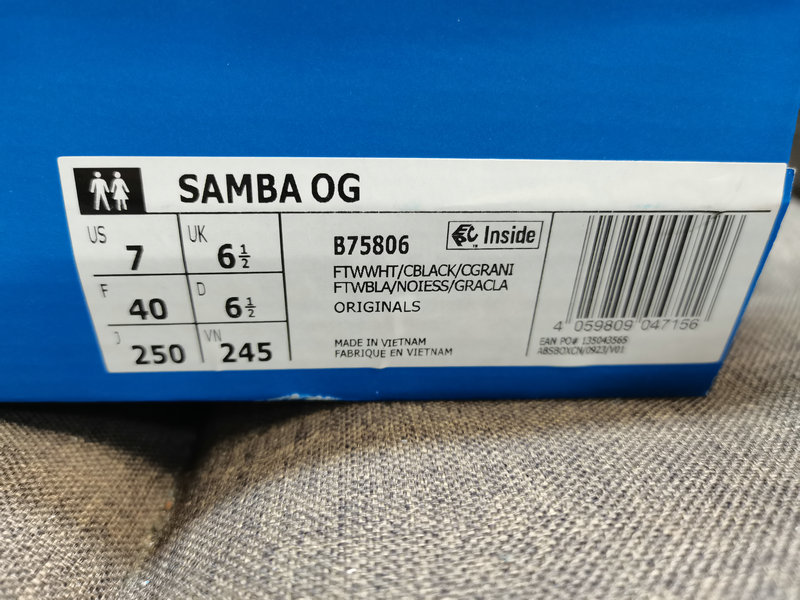 SAMBA OG
US 7 UK 6½
F 40 D 6½
J 250 VN 245
B75806
Inside
FTWWHT/CBLACK/CGRANI
FTWBLA/NOIESS/GRACLA
ORIGINALS
MADE IN VIETNAM
FABRIQUE EN VIETNAM
4 059809 047156
EAN PO# 135043565
ABSBOXCN/0923/V01